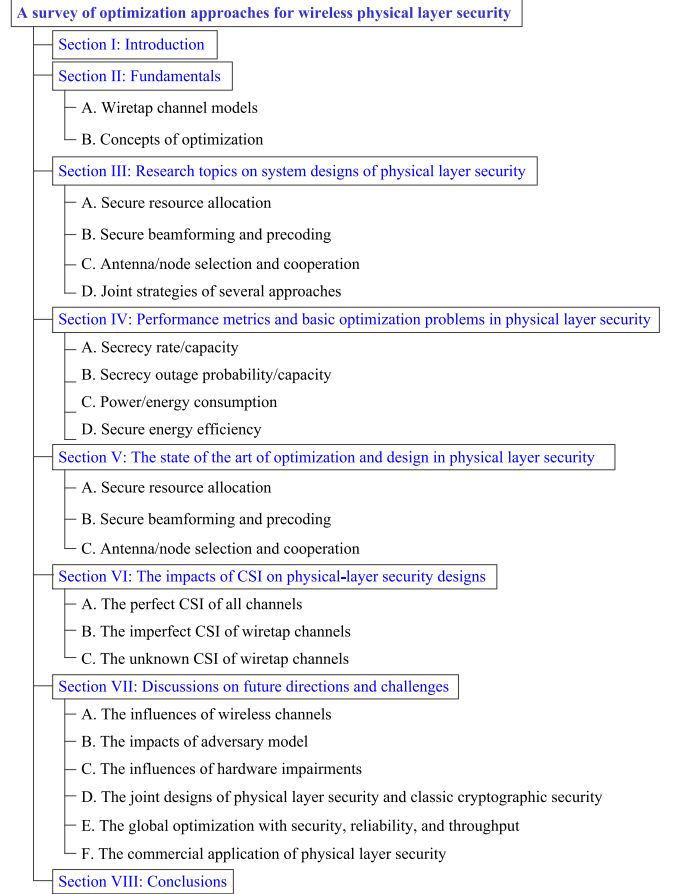 A survey of optimization approaches for wireless physical layer security
Section I: Introduction
Section II: Fundamentals
A. Wiretap channel models
B. Concepts of optimization
Section III: Research topics on system designs of physical layer security
A. Secure resource allocation
B. Secure beamforming and precoding
C. Antenna/node selection and cooperation
D. Joint strategies of several approaches
Section IV: Performance metrics and basic optimization problems in physical layer security
A. Secrecy rate/capacity
B. Secrecy outage probability/capacity
C. Power/energy consumption
D. Secure energy efficiency
Section V: The state of the art of optimization and design in physical layer security
A. Secure resource allocation
B. Secure beamforming and precoding
C. Antenna/node selection and cooperation
Section VI: The impacts of CSI on physical-layer security designs
A. The perfect CSI of all channels
B. The imperfect CSI of wiretap channels
C. The unknown CSI of wiretap channels
Section VII: Discussions on future directions and challenges
A. The influences of wireless channels
B. The impacts of adversary model
C. The influences of hardware impairments
D. The joint designs of physical layer security and classic cryptographic security
E. The global optimization with security, reliability, and throughput
F. The commercial application of physical layer security
Section VIII: Conclusions